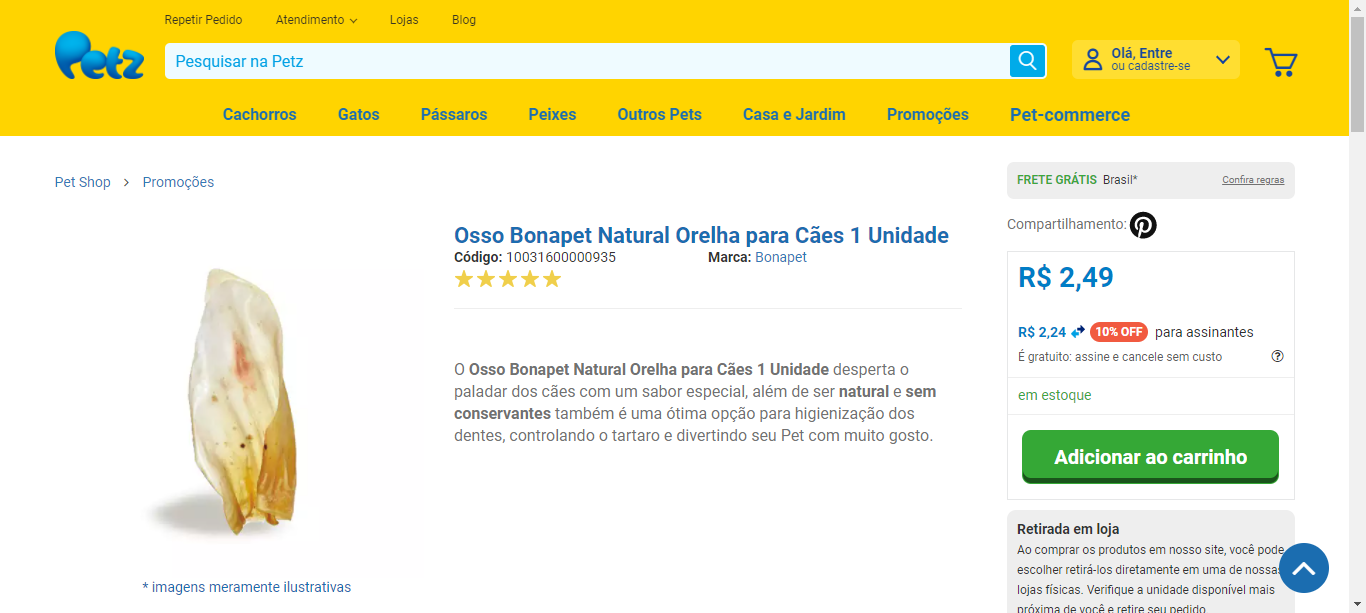 Repetir Pedido
Atendimento
Lojas
Blog
Petz
Pesquisar na Petz
Olá, Entre
ou cadastre-se
Cachorros
Gatos
Pássaros
Peixes
Outros Pets
Casa e Jardim
Promoções
Pet-commerce
Pet Shop > Promoções
Osso Bonapet Natural Orelha para Cães 1 Unidade
Código: 10031600000935
Marca: Bonapet
O Osso Bonapet Natural Orelha para Cães 1 Unidade desperta o
paladar dos cães com um sabor especial, além de ser natural e sem
conservantes também é uma ótima opção para higienização dos
dentes, controlando o tartaro e divertindo seu Pet com muito gosto.
* imagens meramente ilustrativas
FRETE GRÁTIS Brasil*
Confira regras
Compartilhamento:
R$ 2,49
R$ 2,24 10% OFF para assinantes
É gratuito: assine e cancele sem custo
?
em estoque
Adicionar ao carrinho
Retirada em loja
Ao comprar os produtos em nosso site, você pode
escolher retirá-los diretamente em uma de nossas
lojas físicas. Verifique a unidade disponível mais
próxima de você e retire seu pedido